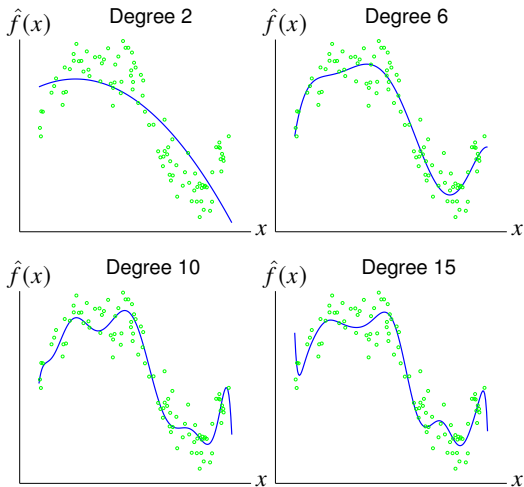 f̂(x) Degree 2
x
f̂(x) Degree 6
x
f̂(x) Degree 10
x
f̂(x) Degree 15
x